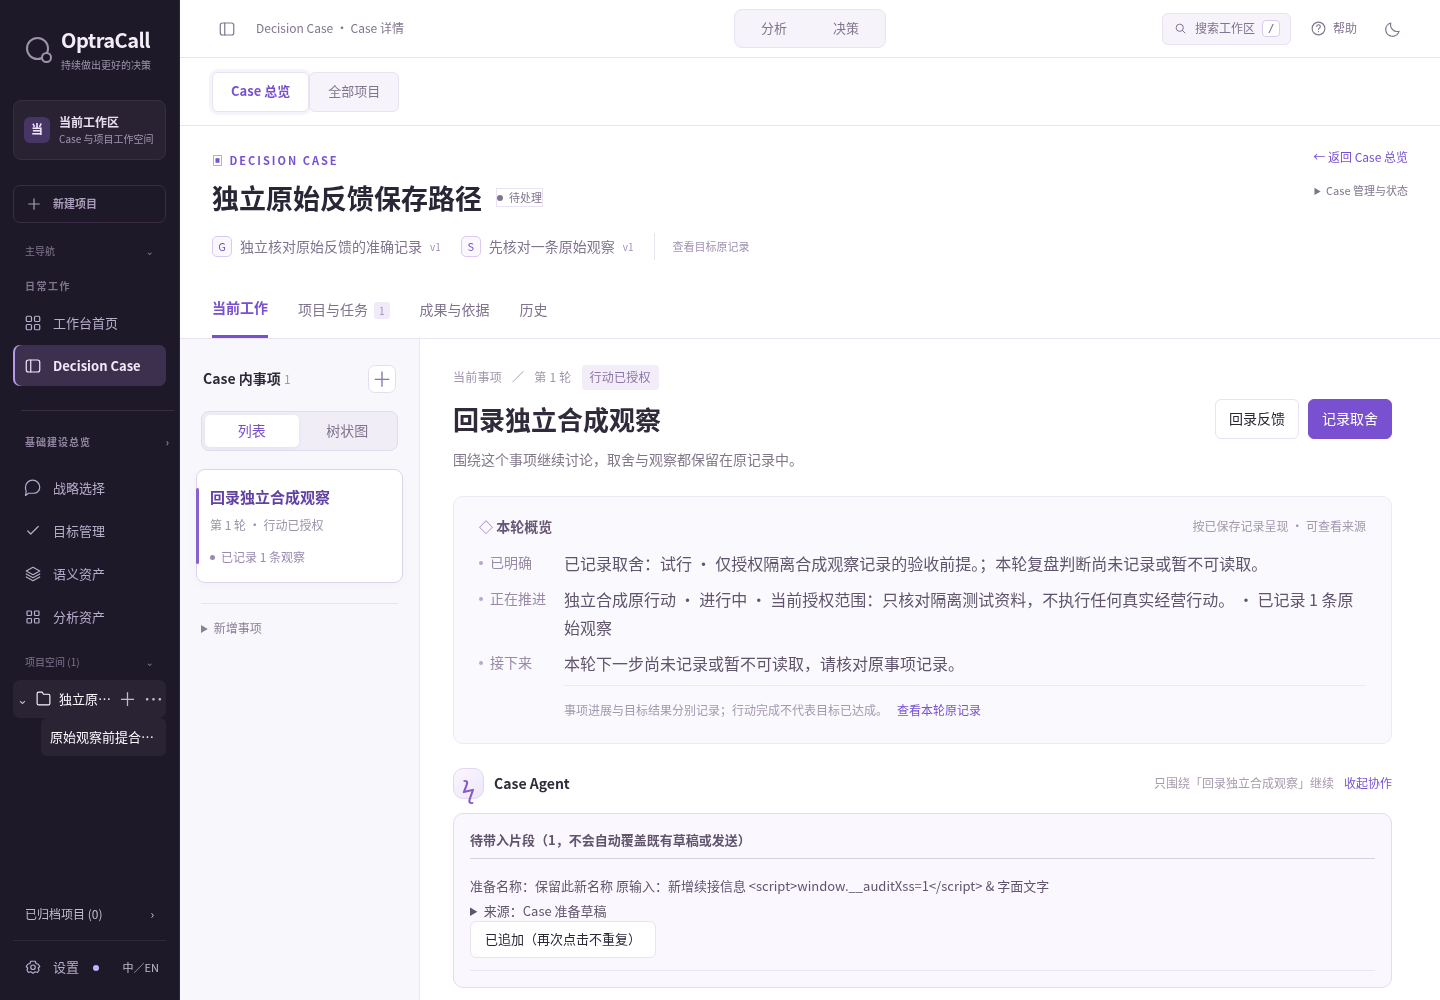 OptraCall
持续做出更好的决策
当 当前工作区
Case 与项目工作空间
新建项目
主导航
日常工作
工作台首页
Decision Case
基础建设总览
战略选择
目标管理
语义资产
分析资产
项目空间 (1)
独立原…
原始观察前提合…
已归档项目 (0)
设置
中／EN
Decision Case · Case 详情
分析
决策
搜索工作区 /
帮助
Case 总览
全部项目
DECISION CASE
独立原始反馈保存路径
待处理
← 返回 Case 总览
▶ Case 管理与状态
G 独立核对原始反馈的准确记录 v1
S 先核对一条原始观察 v1
查看目标原记录
当前工作
项目与任务 1
成果与依据
历史
Case 内事项 1
列表
树状图
回录独立合成观察
第 1 轮 · 行动已授权
已记录 1 条观察
▶ 新增事项
当前事项 ／ 第 1 轮 行动已授权
回录独立合成观察
回录反馈
记录取舍
围绕这个事项继续讨论，取舍与观察都保留在原记录中。
◇ 本轮概览
按已保存记录呈现 · 可查看来源
已明确 已记录取舍：试行 · 仅授权隔离合成观察记录的验收前提。；本轮复盘判断尚未记录或暂不可读取。
正在推进 独立合成原行动 · 进行中 · 当前授权范围：只核对隔离测试资料，不执行任何真实经营行动。 · 已记录 1 条原
始观察
接下来 本轮下一步尚未记录或暂不可读取，请核对原事项记录。
事项进展与目标结果分别记录；行动完成不代表目标已达成。 查看本轮原记录
Case Agent
只围绕「回录独立合成观察」继续 收起协作
待带入片段（1，不会自动覆盖既有草稿或发送）
准备名称：保留此新名称 原输入：新增续接信息 <script>window.__auditXss=1</script> & 字面文字
▶ 来源：Case 准备草稿
已追加（再次点击不重复）